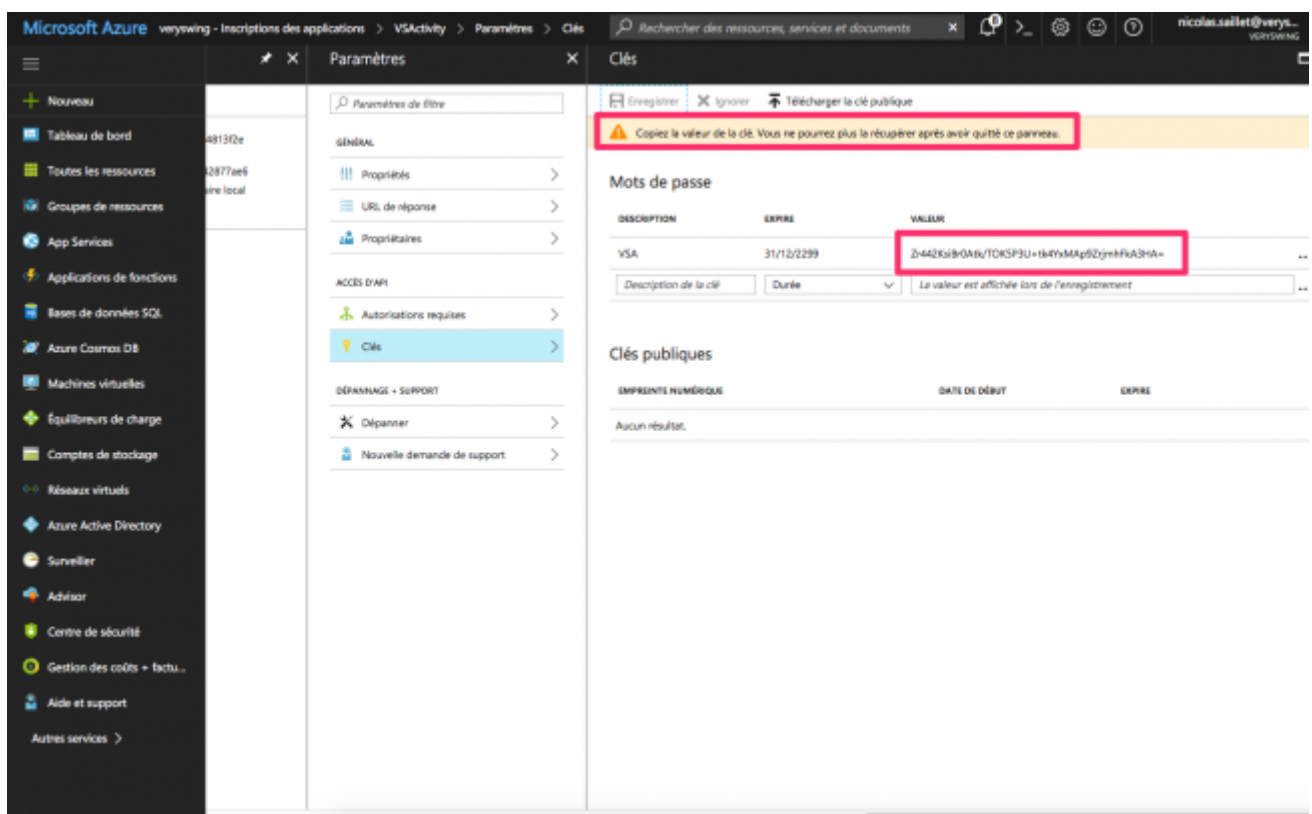 Microsoft Azure veryswing - Inscriptions des applications > VSActivity > Paramètres > Clés
Rechercher des ressources, services et documents
nicolas.saillet@verys...
VERYSWING
Nouveau
Tableau de bord
Toutes les ressources
Groupes de ressources
App Services
Applications de fonctions
Bases de données SQL
Azure Cosmos DB
Machines virtuelles
Équilibreurs de charge
Comptes de stockage
Réseaux virtuels
Azure Active Directory
Surveiller
Advisor
Centre de sécurité
Gestion des coûts + factu...
Aide et support
Autres services >
4813f2e
12877ae6
ire local
Paramètres
Paramètres de filtre
GÉNÉRAL
Propriétés
URL de réponse
Propriétaires
ACCÈS D'API
Autorisations requises
Clés
DÉPANNAGE + SUPPORT
Dépanner
Nouvelle demande de support
Clés
Enregistrer Ignorer Télécharger la clé publique
Copiez la valeur de la clé. Vous ne pourrez plus la récupérer après avoir quitté ce panneau.
Mots de passe
DESCRIPTION EXPIRE VALEUR
VSA 31/12/2299
Description de la clé Durée La valeur est affichée lors de l'enregistrement
Clés publiques
EMPREINTE NUMÉRIQUE DATE DE DÉBUT EXPIRE
Aucun résultat.